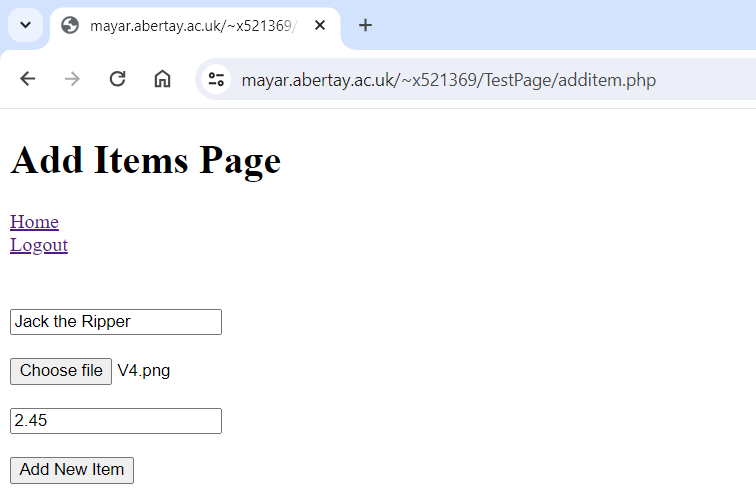 mayar.abertay.ac.uk/~x521369/
mayar.abertay.ac.uk/~x521369/TestPage/additem.php
Add Items Page
Home
Logout
Jack the Ripper
Choose file V4.png
2.45
Add New Item